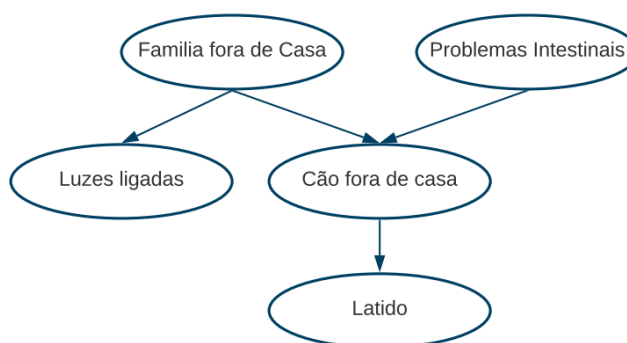 Familia fora de Casa
Problemas Intestinais
Luzes ligadas
Cão fora de casa
Latido